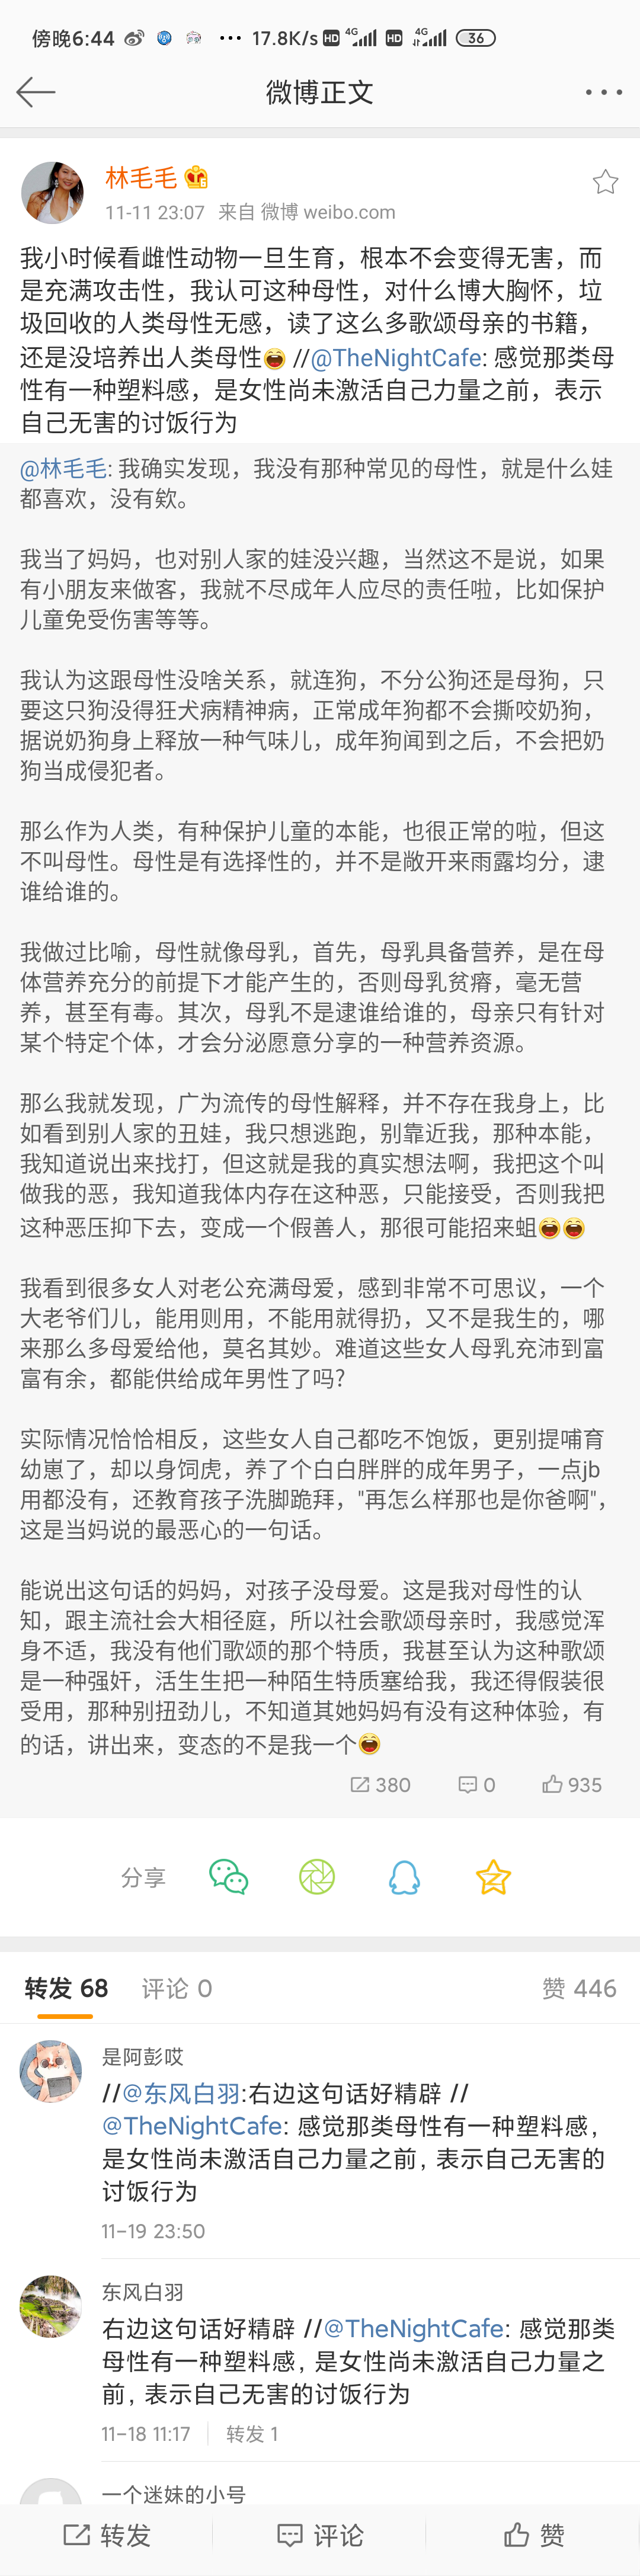 傍晚6:44 ··· 17.8K/s HD 4G HD 4G 36
微博正文
林毛毛
11-11 23:07 来自 微博 weibo.com
我小时候看雌性动物一旦生育，根本不会变得无害，而
是充满攻击性，我认可这种母性，对什么博大胸怀，垃
圾回收的人类母性无感，读了这么多歌颂母亲的书籍，
还是没培养出人类母性 //@TheNightCafe: 感觉那类母
性有一种塑料感，是女性尚未激活自己力量之前，表示
自己无害的讨饭行为
@林毛毛: 我确实发现，我没有那种常见的母性，就是什么娃
都喜欢，没有欸。
我当了妈妈，也对别人家的娃没兴趣，当然这不是说，如果
有小朋友来做客，我就不尽成年人应尽的责任啦，比如保护
儿童免受伤害等等。
我认为这跟母性没啥关系，就连狗，不分公狗还是母狗，只
要这只狗没得狂犬病精神病，正常成年狗都不会撕咬奶狗，
据说奶狗身上释放一种气味儿，成年狗闻到之后，不会把奶
狗当成侵犯者。
那么作为人类，有种保护儿童的本能，也很正常的啦，但这
不叫母性。母性是有选择性的，并不是敞开来雨露均分，逮
谁给谁的。
我做过比喻，母性就像母乳，首先，母乳具备营养，是在母
体营养充分的前提下才能产生的，否则母乳贫瘠，毫无营
养，甚至有毒。其次，母乳不是逮谁给谁的，母亲只有针对
某个特定个体，才会分泌愿意分享的一种营养资源。
那么我就发现，广为流传的母性解释，并不存在我身上，比
如看到别人家的丑娃，我只想逃跑，别靠近我，那种本能，
我知道说出来找打，但这就是我的真实想法啊，我把这个叫
做我的恶，我知道我体内存在这种恶，只能接受，否则我把
这种恶压抑下去，变成一个假善人，那很可能招来蛆
我看到很多女人对老公充满母爱，感到非常不可思议，一个
大老爷们儿，能用则用，不能用就得扔，又不是我生的，哪
来那么多母爱给他，莫名其妙。难道这些女人母乳充沛到富
富有余，都能供给成年男性了吗？
实际情况恰恰相反，这些女人自己都吃不饱饭，更别提哺育
幼崽了，却以身饲虎，养了个白白胖胖的成年男子，一点jb
用都没有，还教育孩子洗脚跪拜，"再怎么样那也是你爸啊"，
这是当妈说的最恶心的一句话。
能说出这句话的妈妈，对孩子没母爱。这是我对母性的认
知，跟主流社会大相径庭，所以社会歌颂母亲时，我感觉浑
身不适，我没有他们歌颂的那个特质，我甚至认为这种歌颂
是一种强奸，活生生把一种陌生特质塞给我，我还得假装很
受用，那种别扭劲儿，不知道其她妈妈有没有这种体验，有
的话，讲出来，变态的不是我一个
380 0 935
分享
转发 68 评论 0 赞 446
是阿彭哎
//@东风白羽:右边这句话好精辟 //
@TheNightCafe: 感觉那类母性有一种塑料感，
是女性尚未激活自己力量之前，表示自己无害的
讨饭行为
11-19 23:50
东风白羽
右边这句话好精辟 //@TheNightCafe: 感觉那类
母性有一种塑料感，是女性尚未激活自己力量之
前，表示自己无害的讨饭行为
11-18 11:17 转发 1
一个迷妹的小号
转发 评论 赞